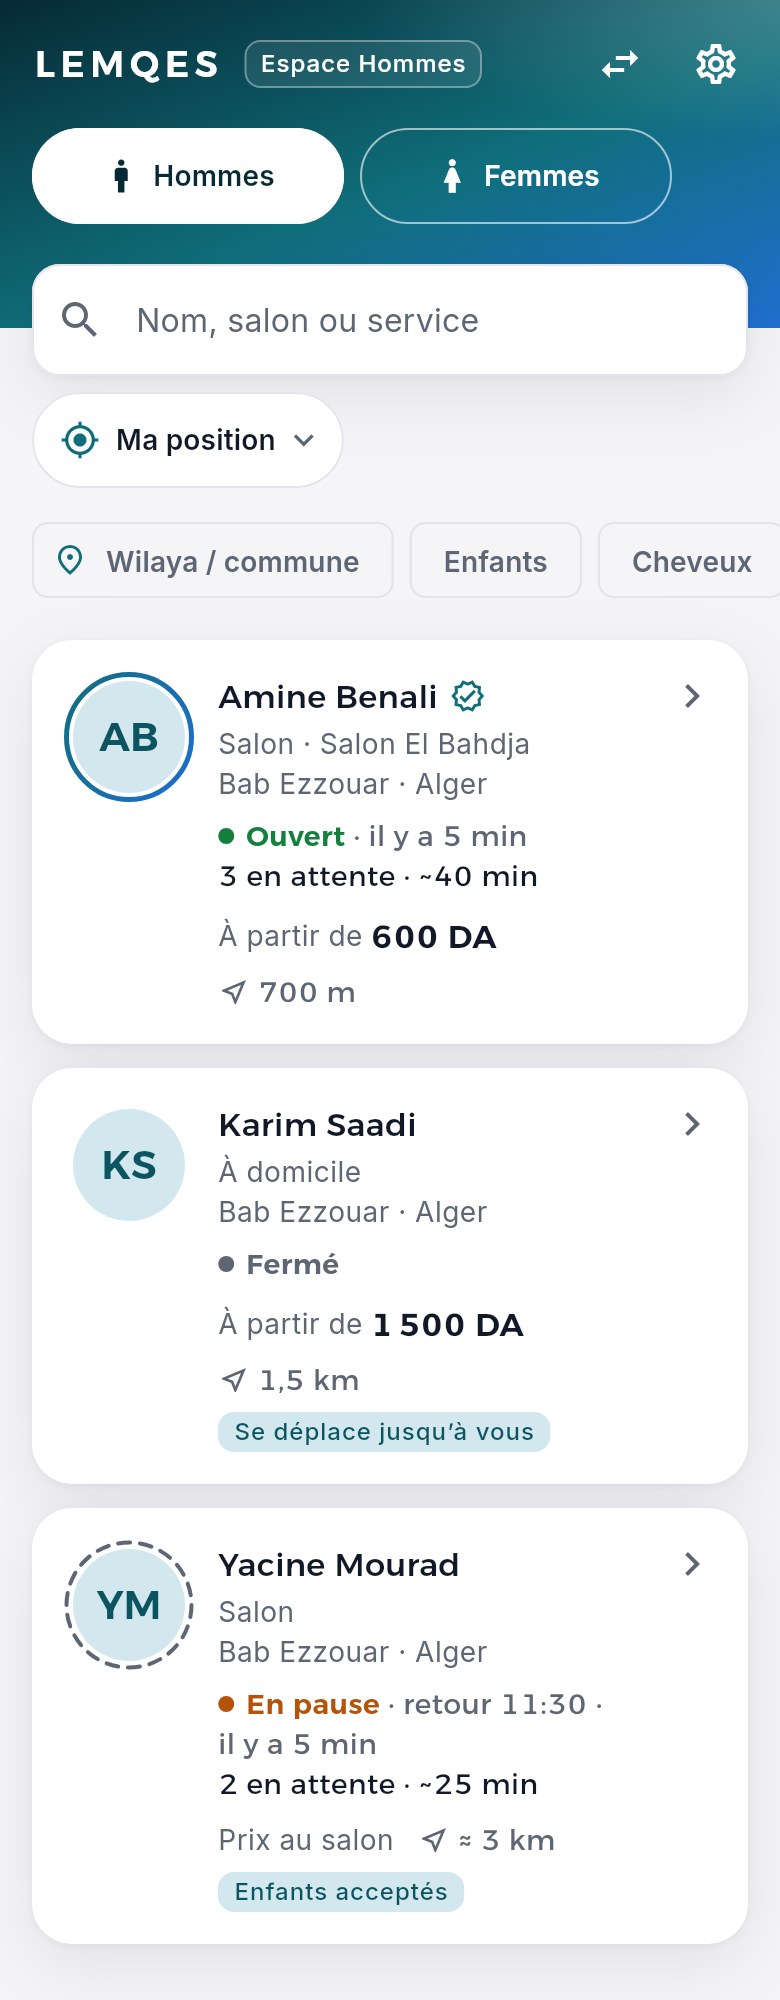 LEMQES Espace Hommes
Hommes Femmes
Nom, salon ou service
Ma position
Wilaya / commune Enfants Cheveux
AB Amine Benali
Salon · Salon El Bahdja
Bab Ezzouar · Alger
Ouvert · il y a 5 min
3 en attente · ~40 min
À partir de 600 DA
700 m
KS Karim Saadi
À domicile
Bab Ezzouar · Alger
Fermé
À partir de 1 500 DA
1,5 km
Se déplace jusqu’à vous
YM Yacine Mourad
Salon
Bab Ezzouar · Alger
En pause · retour 11:30 ·
il y a 5 min
2 en attente · ~25 min
Prix au salon ≈ 3 km
Enfants acceptés